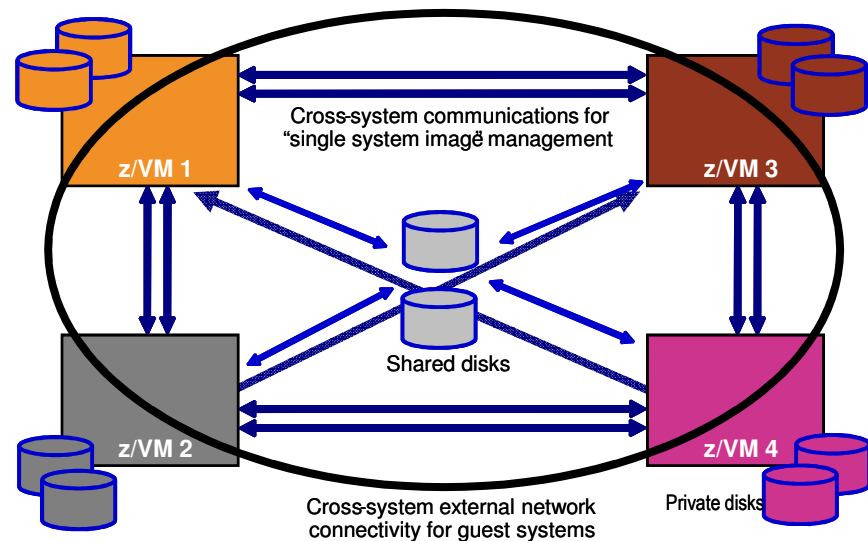 Cross-system communications for
“single system image” management
z/VM 1
z/VM 3
Shared disks
z/VM 2
z/VM 4
Private disks
Cross-system external network
connectivity for guest systems